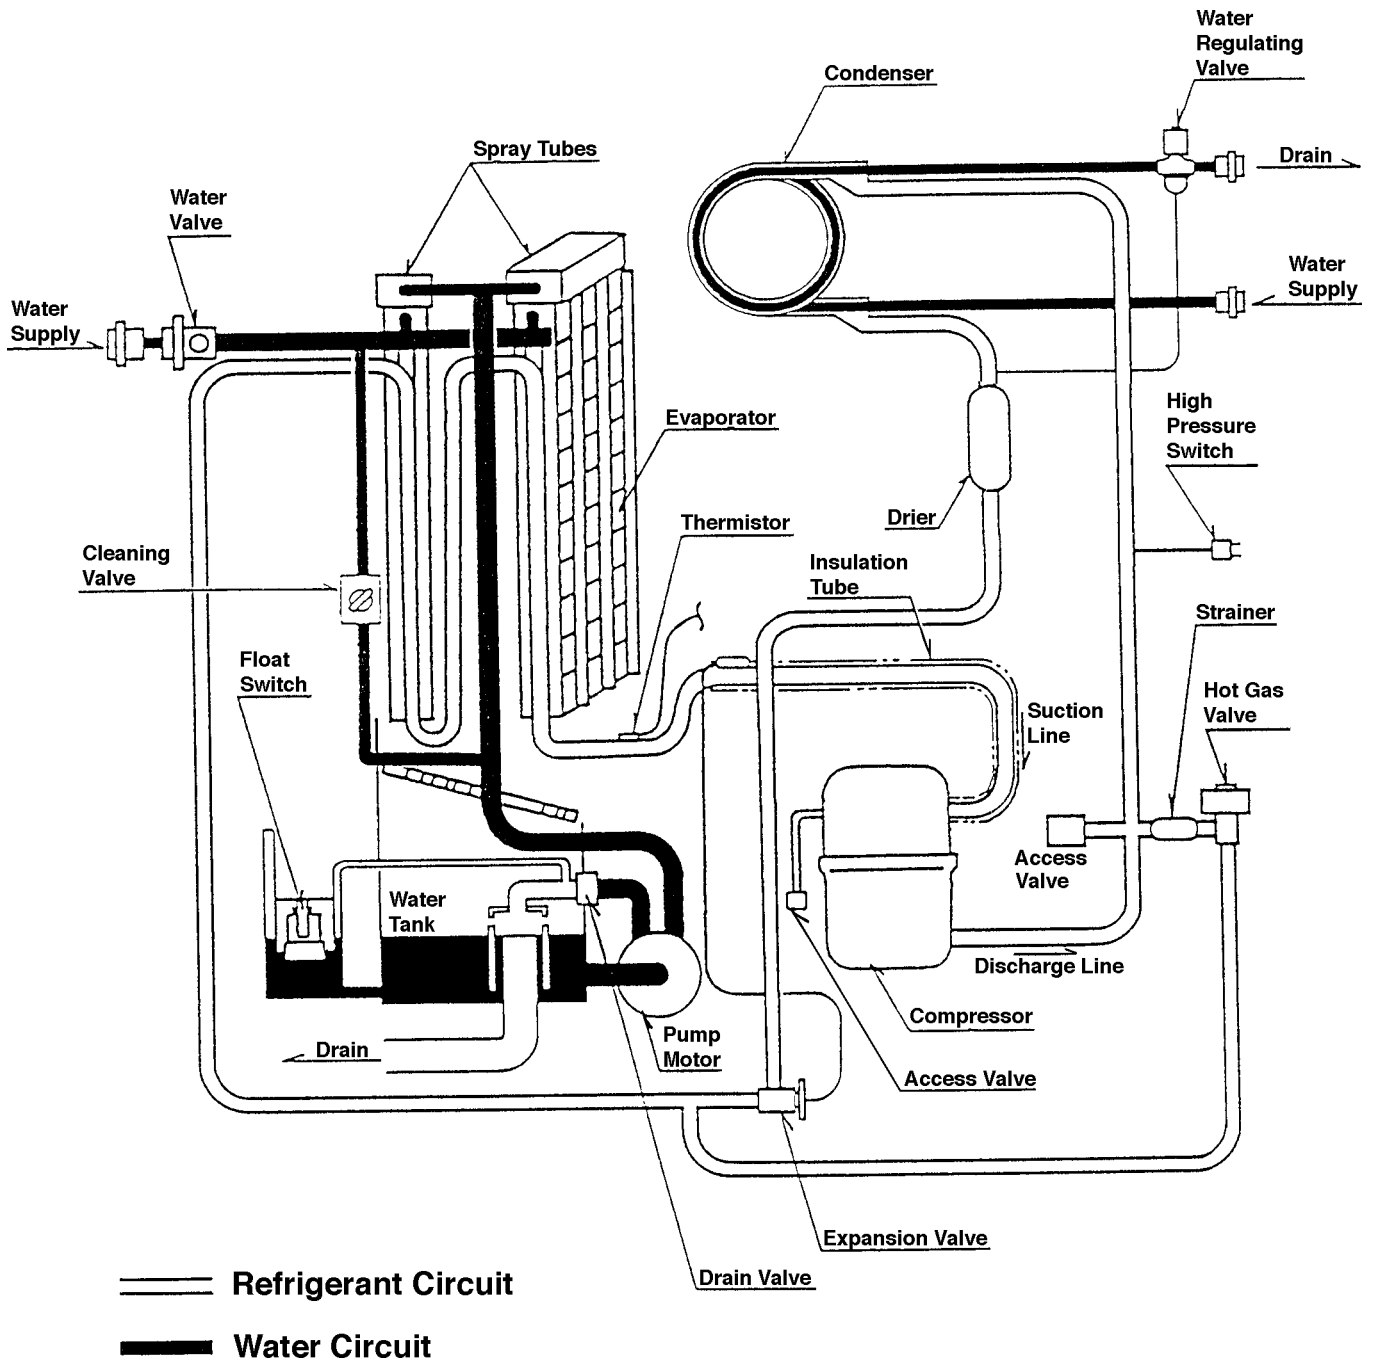 Water
Regulating
Valve
Condenser
Drain
Spray Tubes
Water
Valve
Water
Supply
Water
Supply
High
Pressure
Switch
Evaporator
Thermistor
Drier
Cleaning
Valve
Insulation
Tube
Strainer
Float
Switch
Hot Gas
Valve
Suction
Line
Access
Valve
Water
Tank
Discharge Line
Compressor
Drain
Pump
Motor
Access Valve
Expansion Valve
Drain Valve
Refrigerant Circuit
Water Circuit